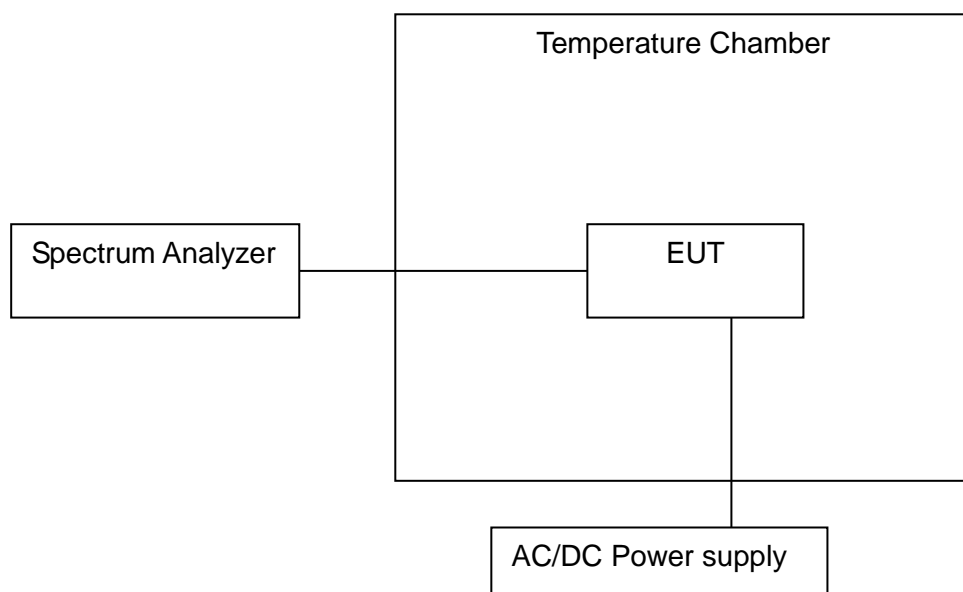 Temperature Chamber
Spectrum Analyzer
EUT
AC/DC Power supply